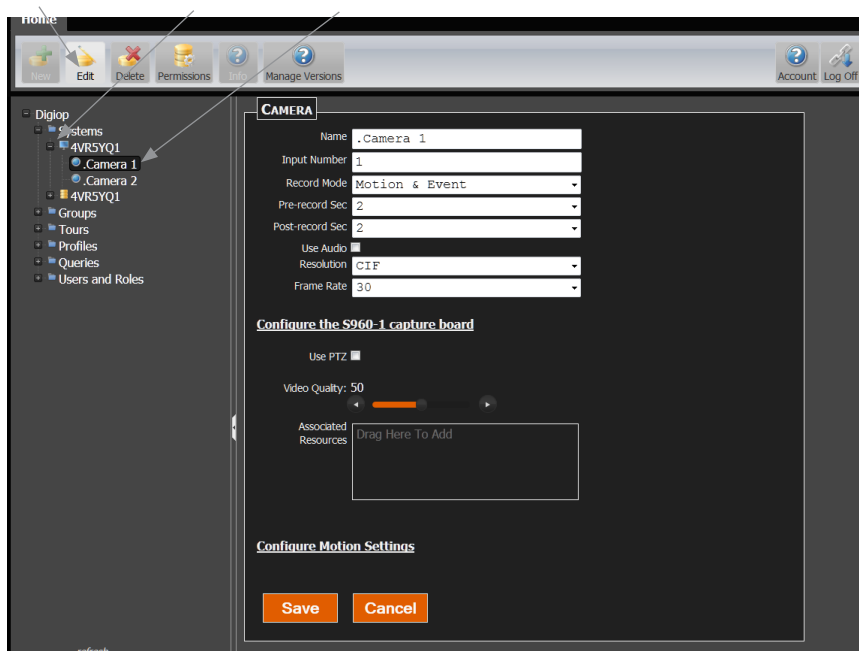 Home
New Edit Delete Permissions Info Manage Versions Account Log Off
Digiop
Systems
4VR5YQ1
.Camera 1
.Camera 2
4VR5YQ1
Groups
Tours
Profiles
Queries
Users and Roles
CAMERA
Name .Camera 1
Input Number 1
Record Mode Motion & Event
Pre-record Sec 2
Post-record Sec 2
Use Audio
Resolution CIF
Frame Rate 30
Configure the S960-1 capture board
Use PTZ
Video Quality: 50
Associated
Resources
Drag Here To Add
Configure Motion Settings
Save Cancel
refresh